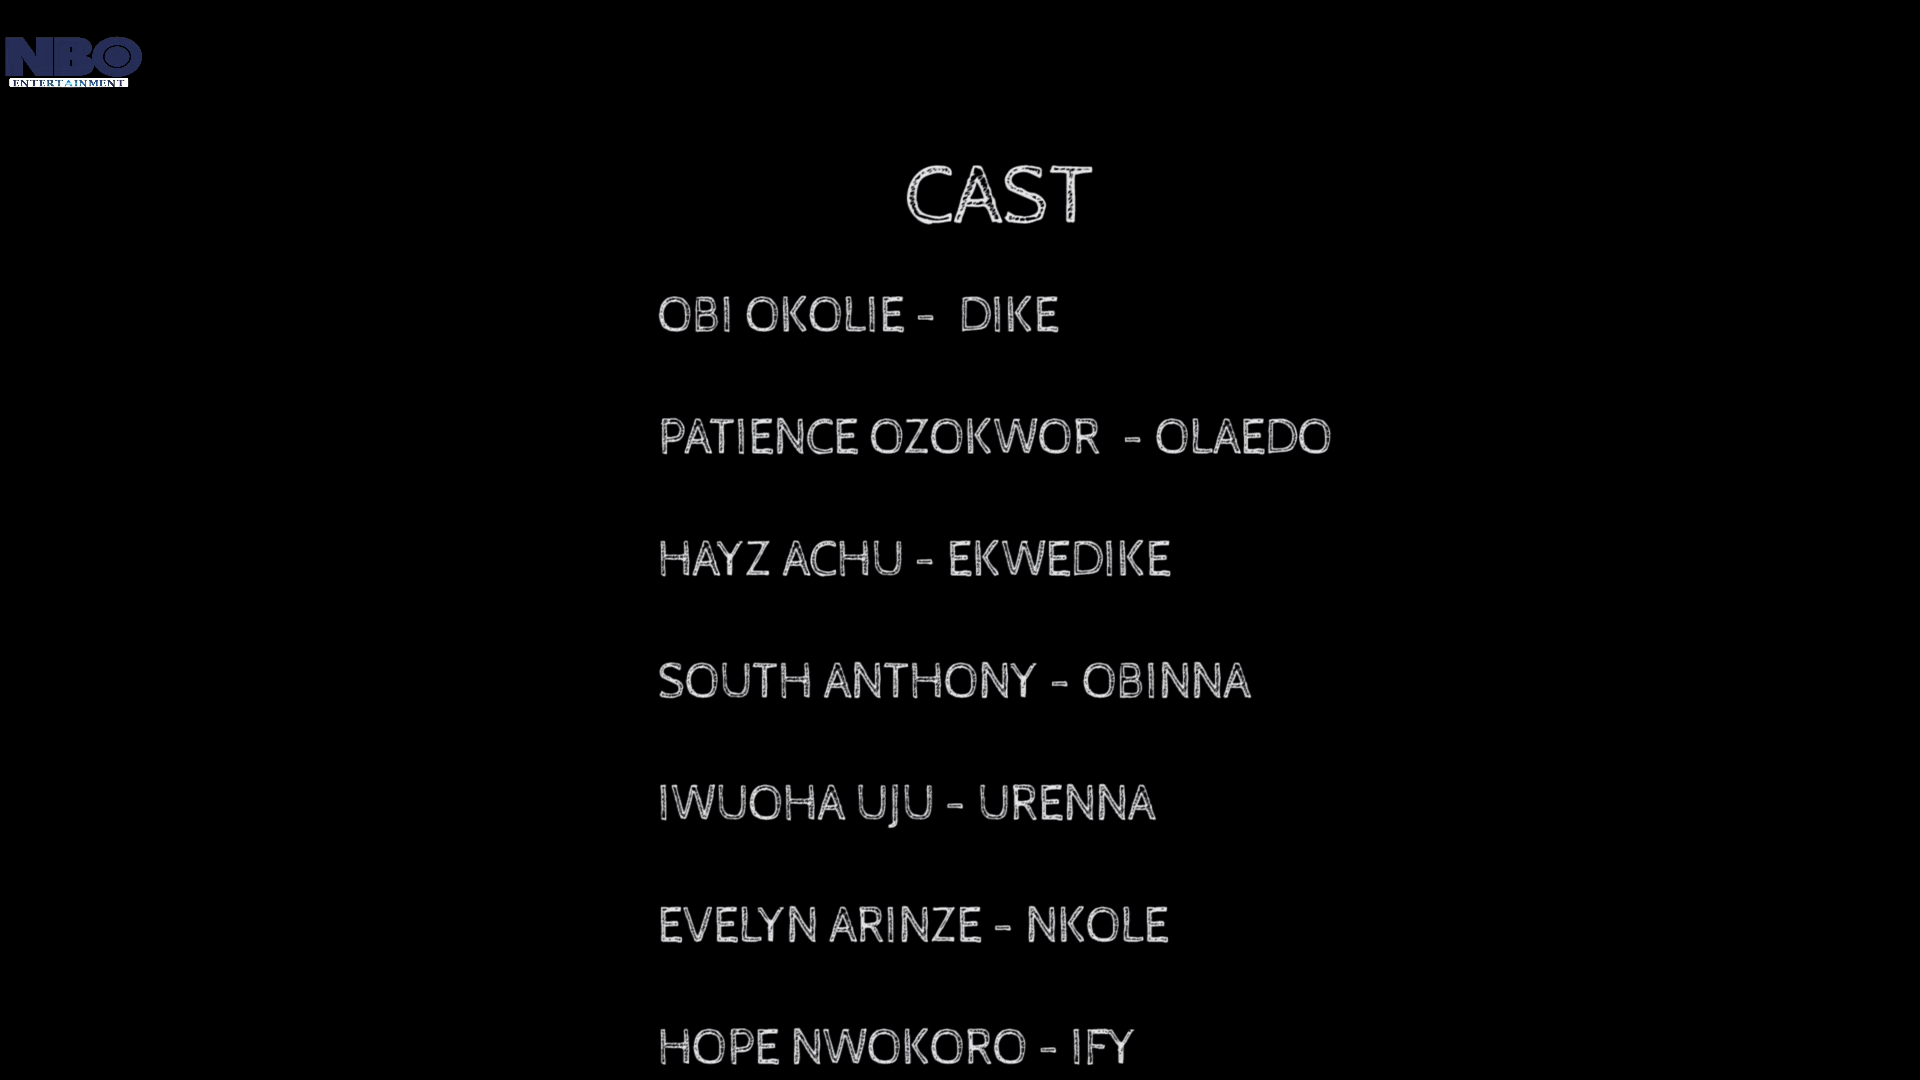 NBO
ENTERTAINMENT
CAST
OBI OKOLIE - DIKE
PATIENCE OZOKWOR - OLAEDO
HAYZ ACHU - EKWEDIKE
SOUTH ANTHONY - OBINNA
IWUOHA UJU - URENNA
EVELYN ARINZE - NKOLE
HOPE NWOKORO - IFY